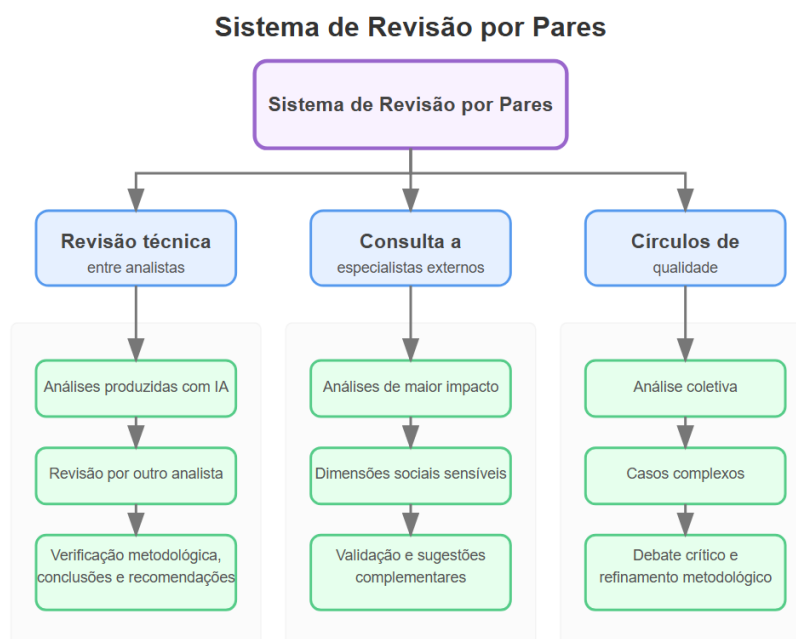 Sistema de Revisão por Pares
Sistema de Revisão por Pares
Revisão técnica
entre analistas
Consulta a
especialistas externos
Círculos de
qualidade
Análises produzidas com IA
Revisão por outro analista
Verificação metodológica,
conclusões e recomendações
Análises de maior impacto
Dimensões sociais sensíveis
Validação e sugestões
complementares
Análise coletiva
Casos complexos
Debate crítico e
refinamento metodológico